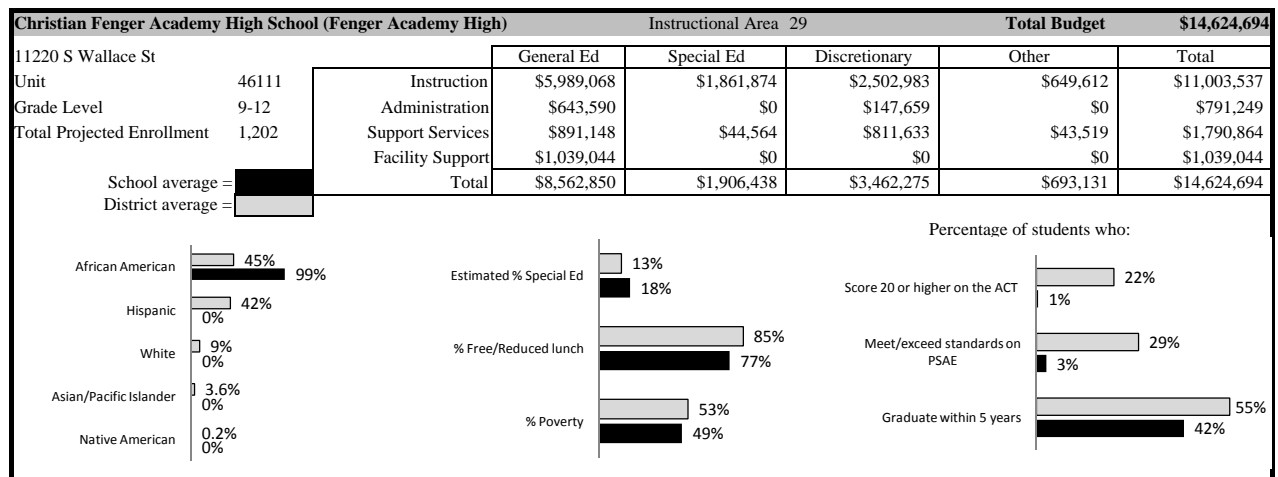 Christian Fenger Academy High School (Fenger Academy High) Instructional Area 29 Total Budget $14,624,694
11220 S Wallace St General Ed Special Ed Discretionary Other Total
Unit 46111 Instruction $5,989,068 $1,861,874 $2,502,983 $649,612 $11,003,537
Grade Level 9-12 Administration $643,590 $0 $147,659 $0 $791,249
Total Projected Enrollment 1,202 Support Services $891,148 $44,564 $811,633 $43,519 $1,790,864
Facility Support $1,039,044 $0 $0 $0 $1,039,044
School average = Total $8,562,850 $1,906,438 $3,462,275 $693,131 $14,624,694
District average =
African American 45%
99%
Hispanic 42%
0%
White 9%
0%
Asian/Pacific Islander 3.6%
0%
Native American 0.2%
0%
Estimated % Special Ed 13%
18%
% Free/Reduced lunch 85%
77%
% Poverty 53%
49%
Percentage of students who:
Score 20 or higher on the ACT 22%
1%
Meet/exceed standards on
PSAE 29%
3%
Graduate within 5 years 55%
42%